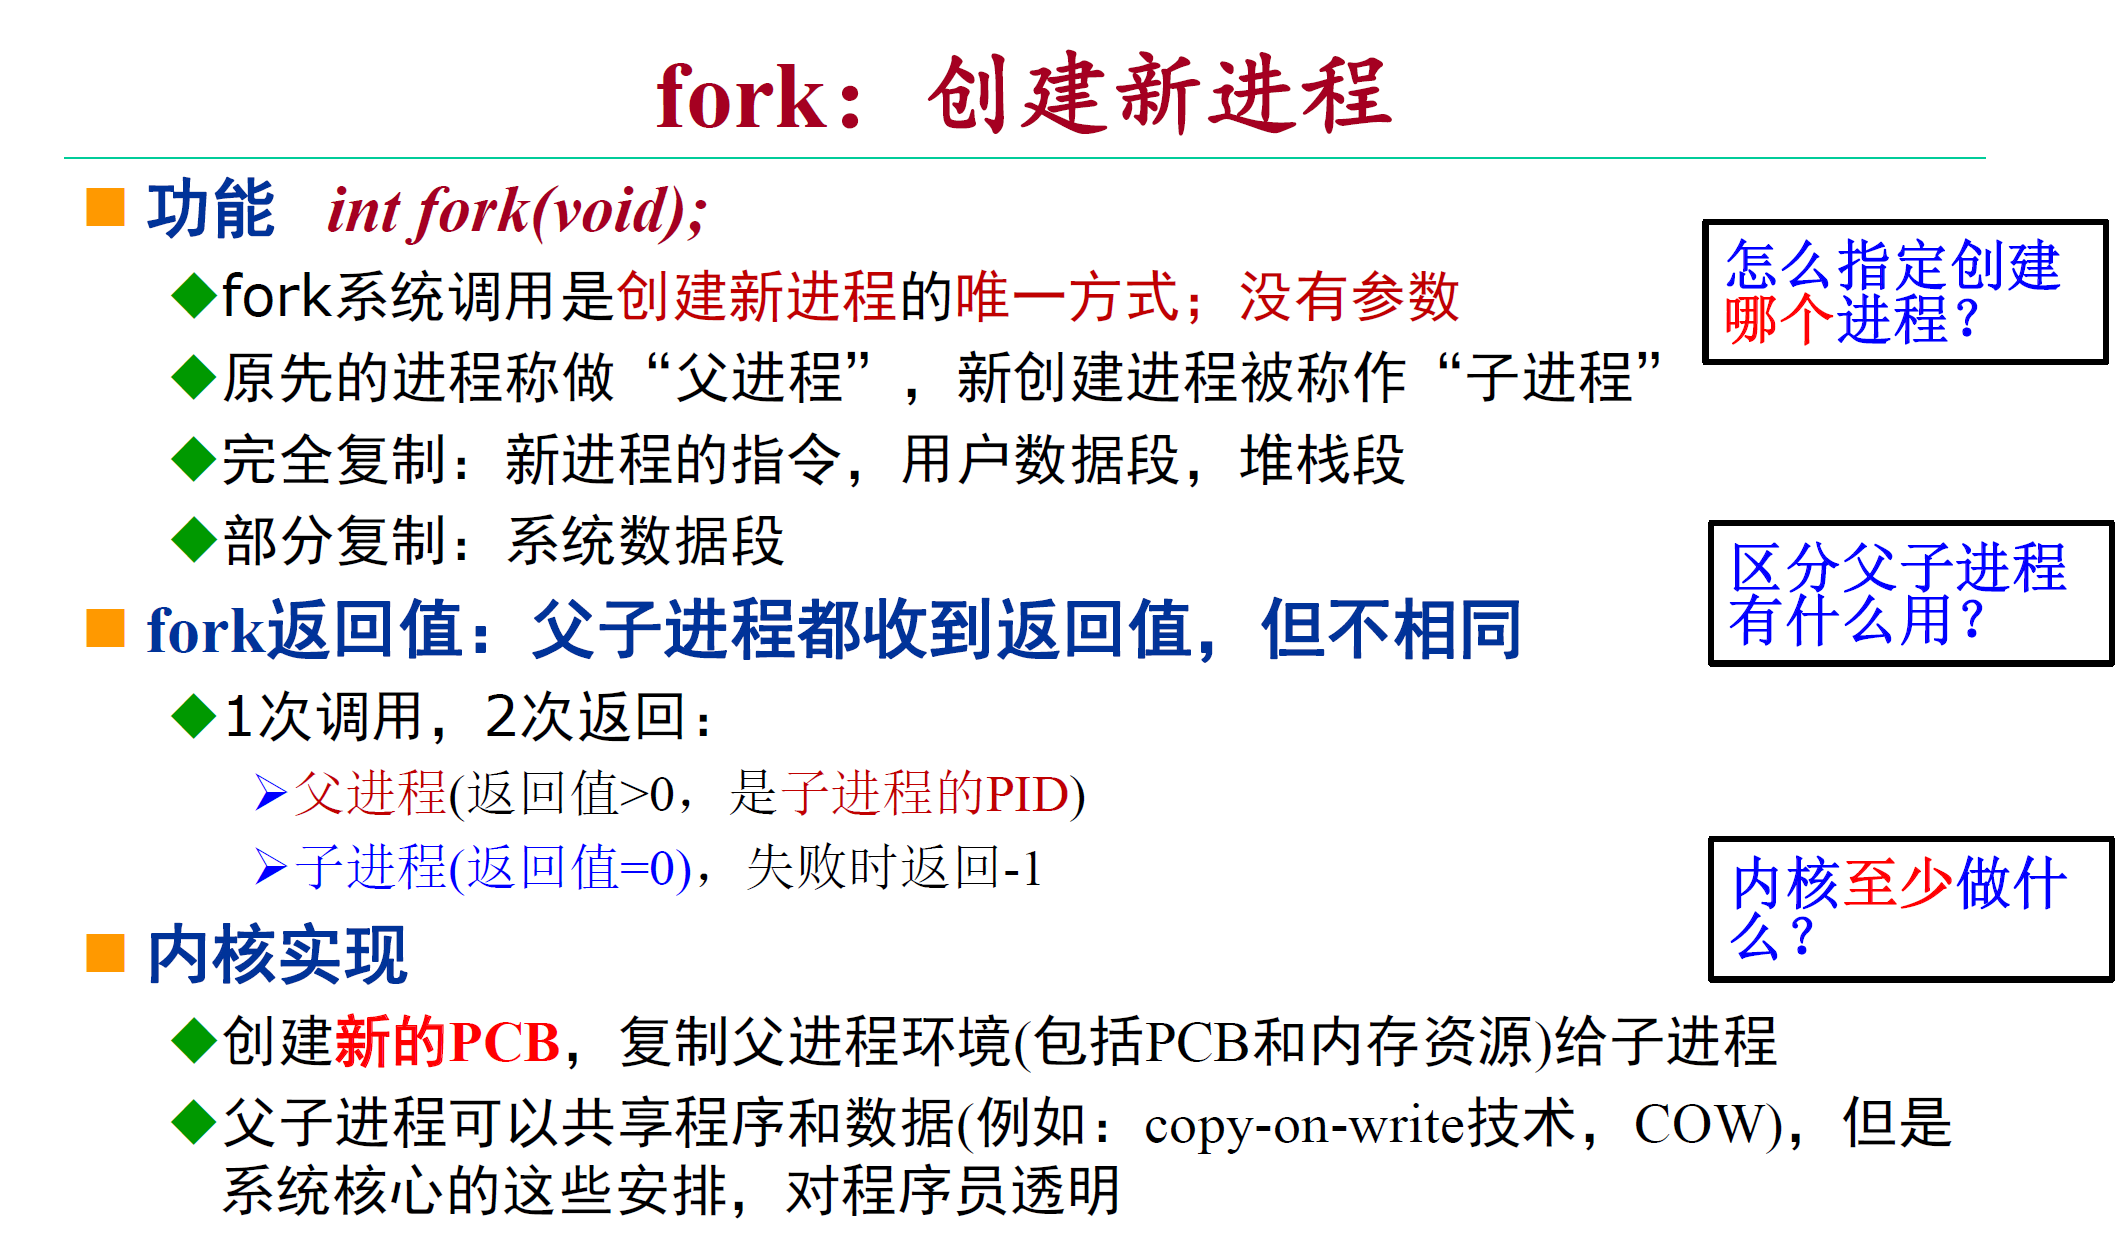 fork：创建新进程
功能 int fork(void);
fork系统调用是创建新进程的唯一方式；没有参数
原先的进程称做“父进程”，新创建进程被称作“子进程”
完全复制：新进程的指令，用户数据段，堆栈段
部分复制：系统数据段
fork返回值：父子进程都收到返回值，但不相同
1次调用，2次返回：
父进程(返回值>0，是子进程的PID)
子进程(返回值=0)，失败时返回-1
内核实现
创建新的PCB，复制父进程环境(包括PCB和内存资源)给子进程
父子进程可以共享程序和数据(例如：copy-on-write技术，COW)，但是
系统核心的这些安排，对程序员透明
怎么指定创建
哪个进程？
区分父子进程
有什么用？
内核至少做什
么？